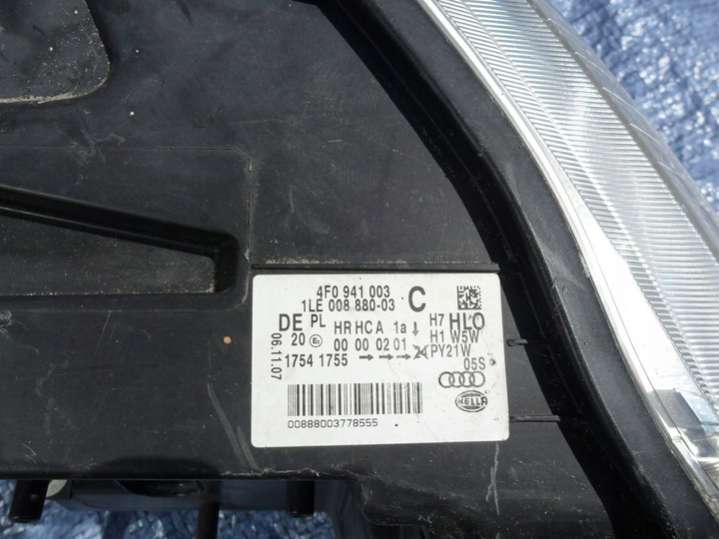 4F0 941 003 C
1LE 008 880-03
DE PL HR HC A 1a H7 HLO
20 00 00 02 01 H1 W5W
1754 1755 24 PY21W
05S
06.11.07
HELLA
00888003778555